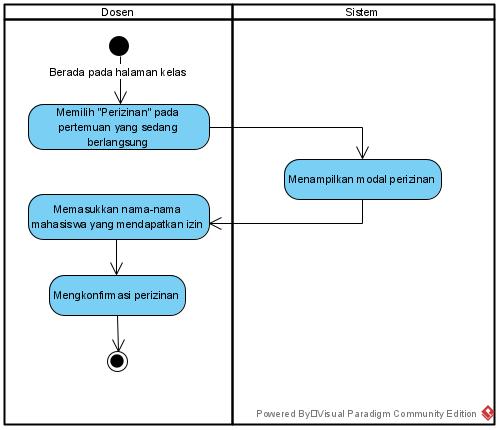 Dosen
Sistem
Berada pada halaman kelas
Memilih "Perizinan" pada
pertemuan yang sedang
berlangsung
Menampilkan modal perizinan
Memasukkan nama-nama
mahasiswa yang mendapatkan izin
Mengkonfirmasi perizinan
Powered By□Visual Paradigm Community Edition